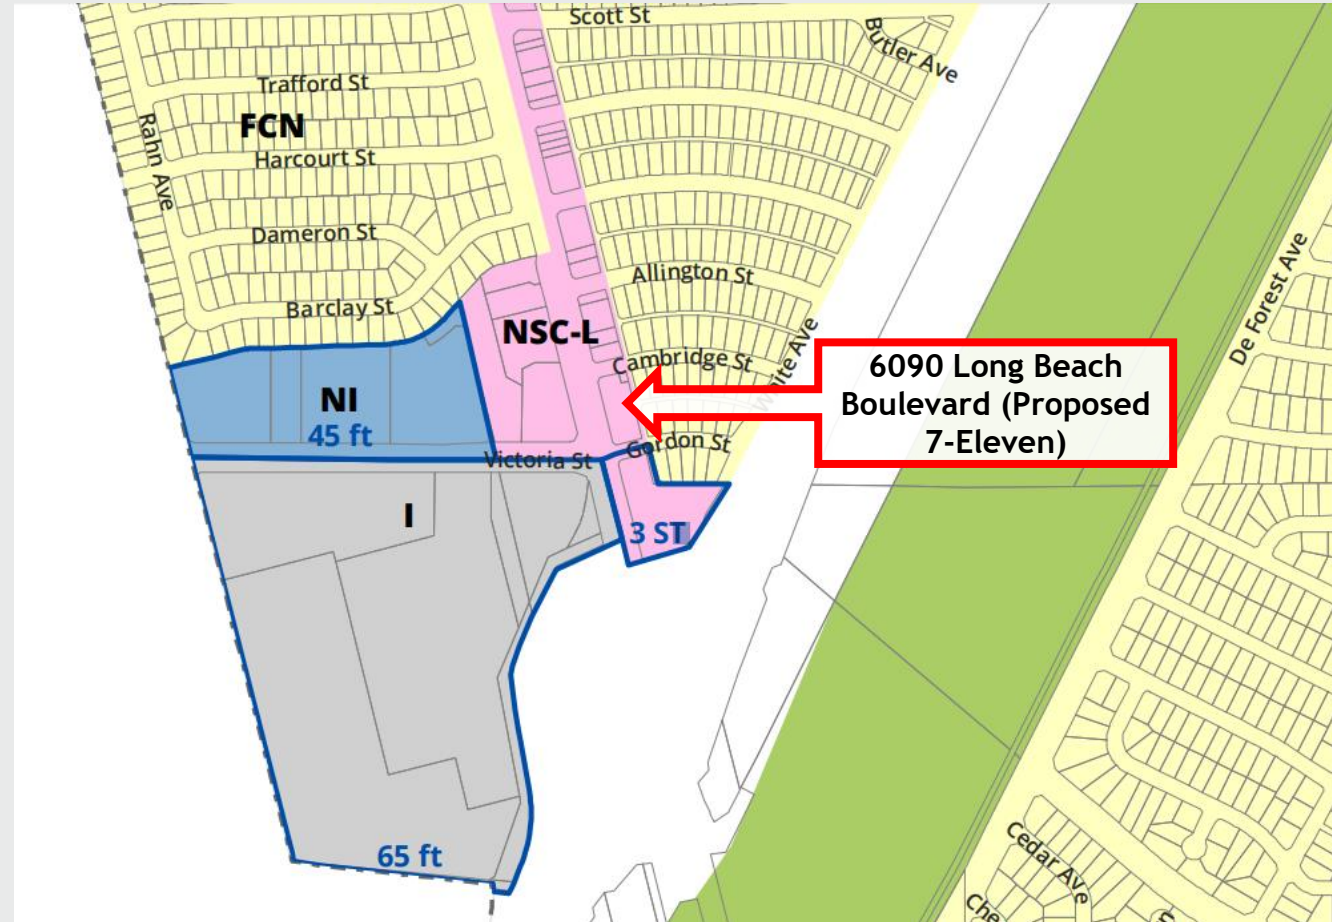 Scott St
Butler Ave
Trafford St
FCN
Rahn Ave
Harcourt St
Dameron St
De Forest Ave
Allington St
Barclay St
NSC-L
Cambridge St
6090 Long Beach
Boulevard (Proposed
7-Eleven)
NI
45 ft
Gordon St
Victoria St
I
3 ST
65 ft
Cedar Ave